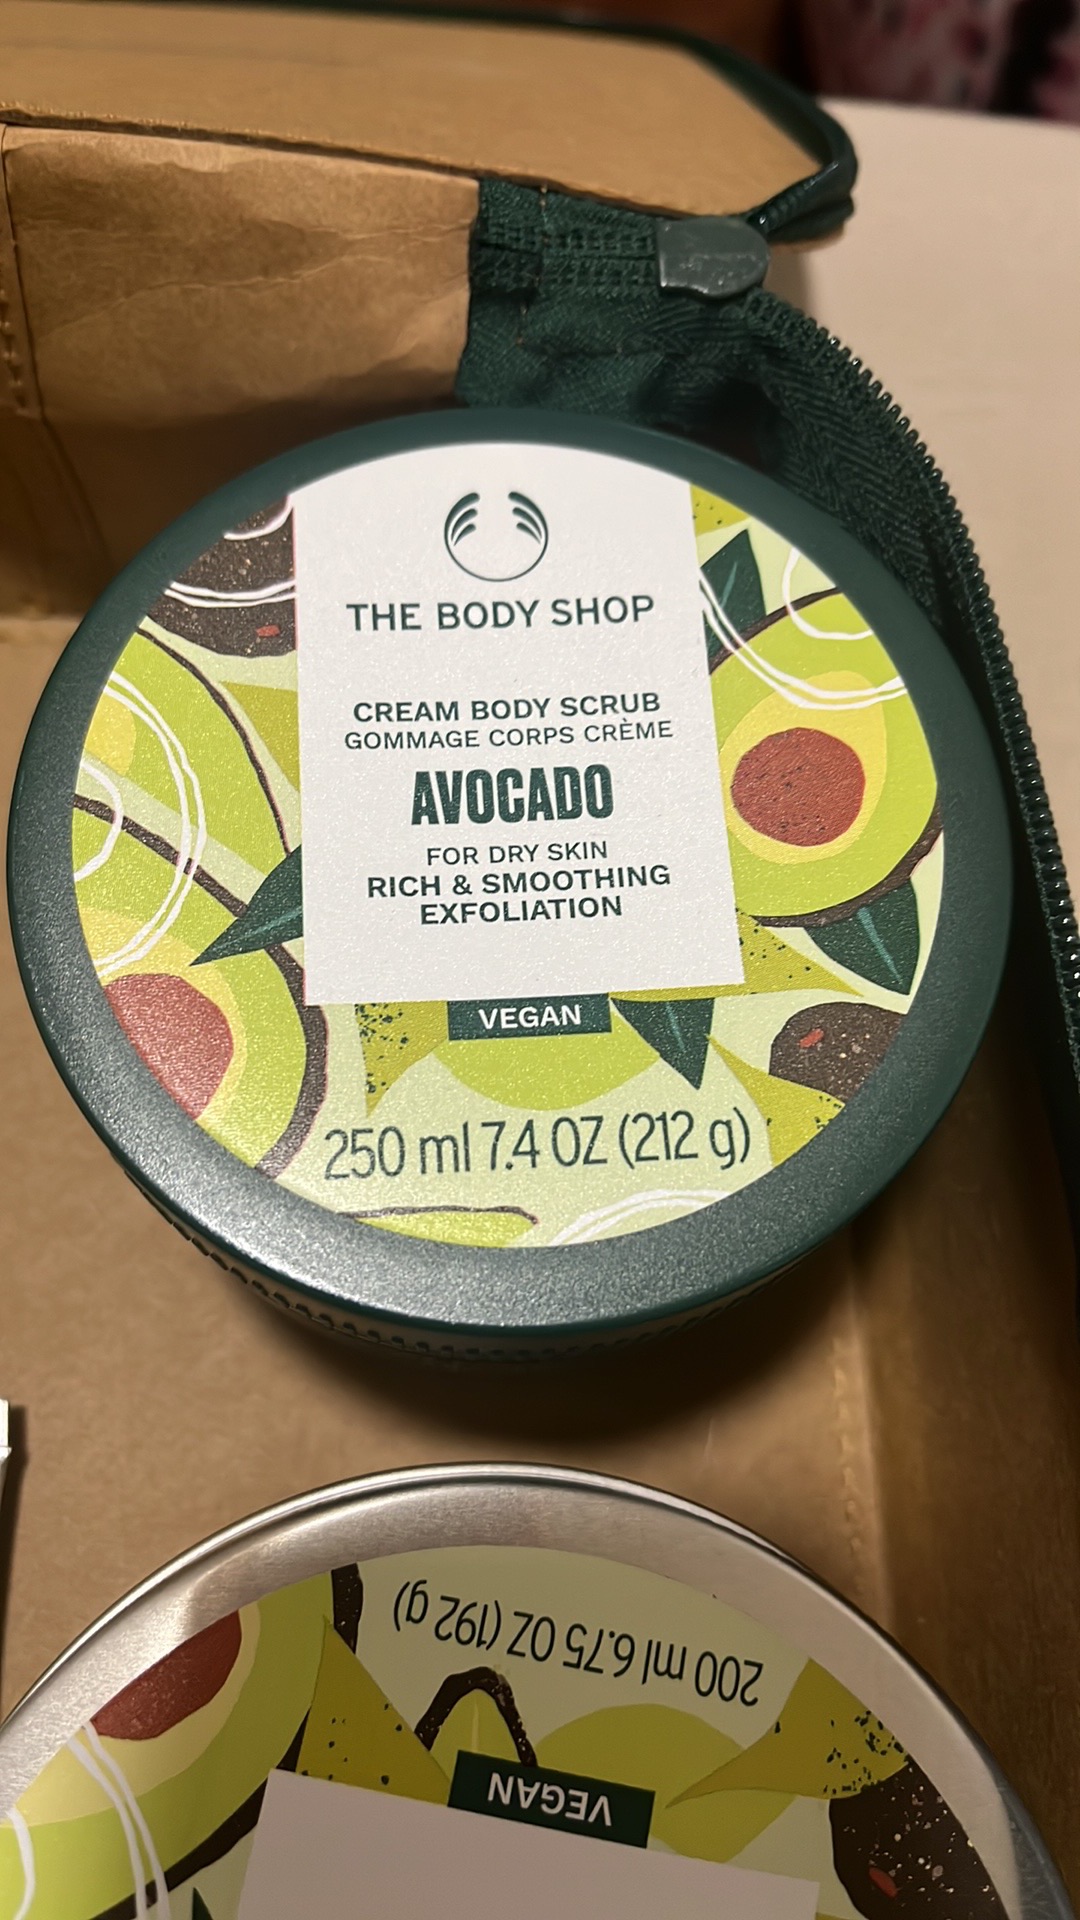 THE BODY SHOP
CREAM BODY SCRUB
GOMMAGE CORPS CRÈME
AVOCADO
FOR DRY SKIN
RICH & SMOOTHING
EXFOLIATION
VEGAN
250 ml 7.4 OZ (212 g)
200 ml 6.75 OZ (192 g)
VEGAN